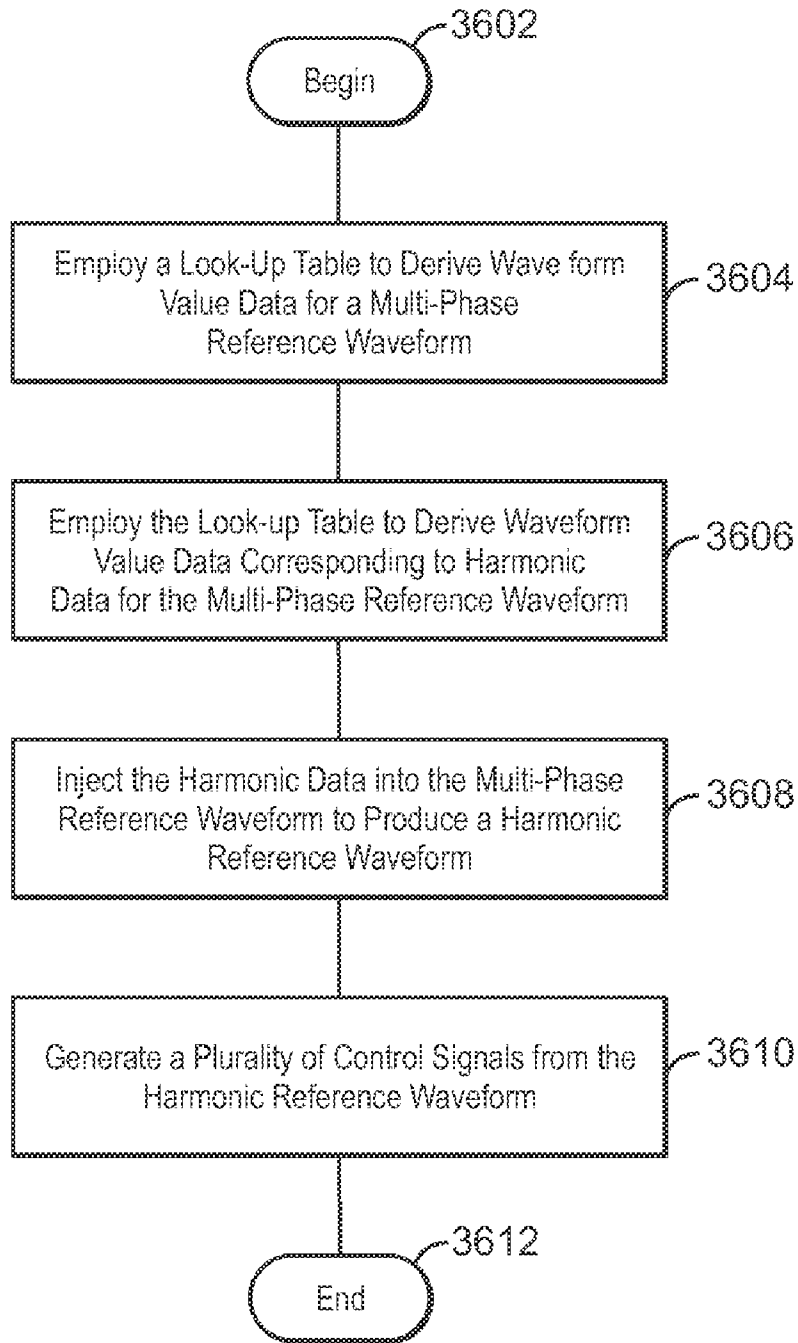 3602
Begin
Employ a Look-Up Table to Derive Wave form
Value Data for a Multi-Phase
Reference Waveform
3604
Employ the Look-up Table to Derive Waveform
Value Data Corresponding to Harmonic
Data for the Multi-Phase Reference Waveform
3606
Inject the Harmonic Data into the Multi-Phase
Reference Waveform to Produce a Harmonic
Reference Waveform
3608
Generate a Plurality of Control Signals from the
Harmonic Reference Waveform
3610
3612
End